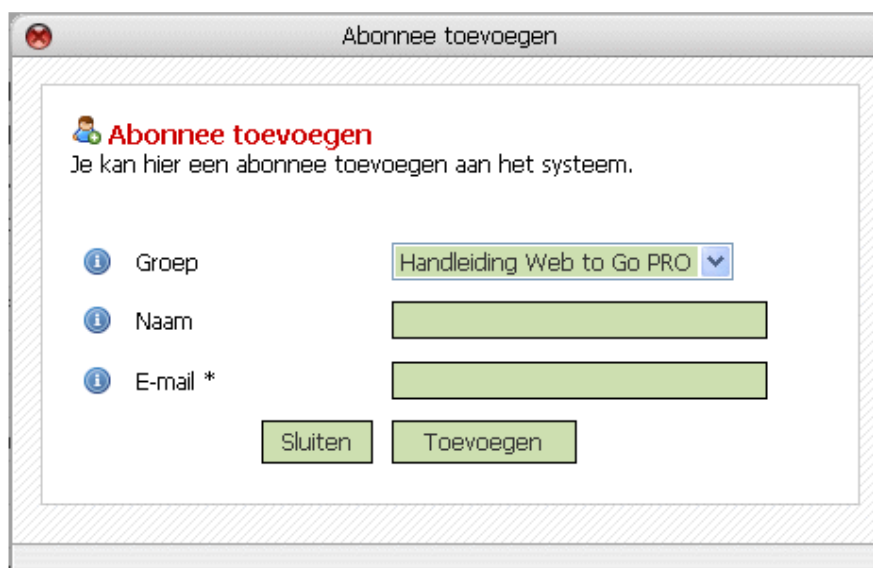 Abonnee toevoegen
Abonnee toevoegen
Je kan hier een abonnee toevoegen aan het systeem.
Groep Handleiding Web to Go PRO
Naam
E-mail *
Sluiten Toevoegen